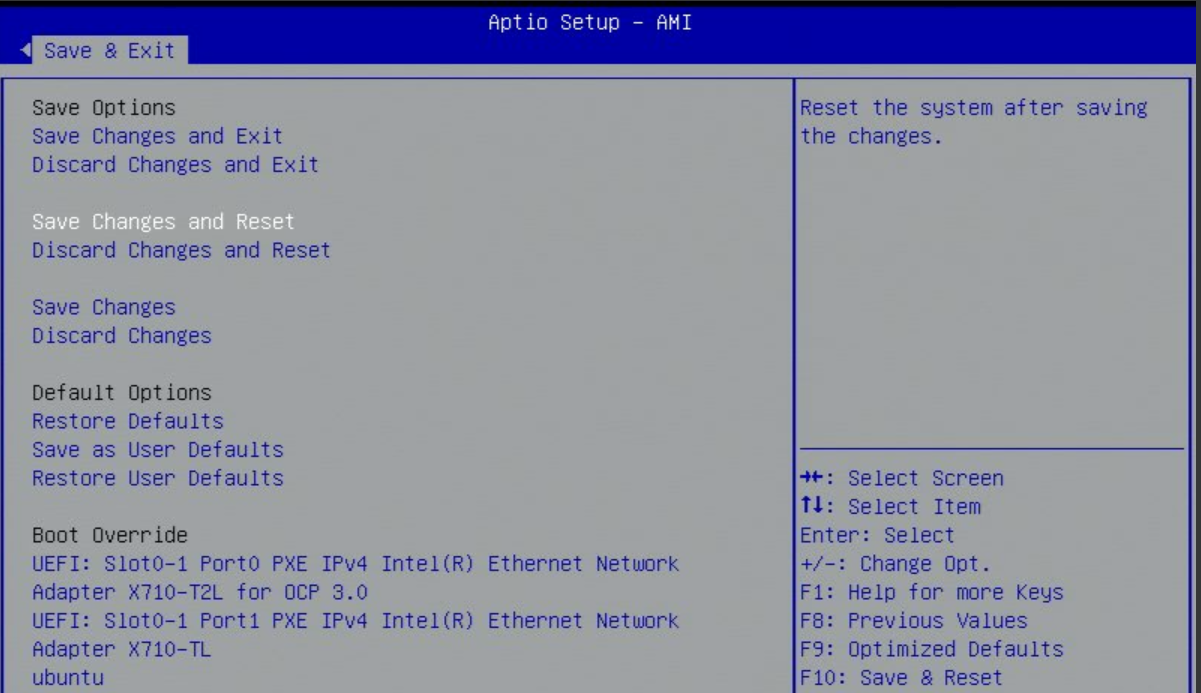 Aptio Setup – AMI
Save & Exit
Save Options
Save Changes and Exit
Discard Changes and Exit
Save Changes and Reset
Discard Changes and Reset
Save Changes
Discard Changes
Default Options
Restore Defaults
Save as User Defaults
Restore User Defaults
Boot Override
UEFI: Slot0-1 Port0 PXE IPv4 Intel(R) Ethernet Network
Adapter X710-T2L for OCP 3.0
UEFI: Slot0-1 Port1 PXE IPv4 Intel(R) Ethernet Network
Adapter X710-TL
ubuntu
Reset the system after saving
the changes.
→←: Select Screen
↑↓: Select Item
Enter: Select
+/-: Change Opt.
F1: Help for more Keys
F8: Previous Values
F9: Optimized Defaults
F10: Save & Reset